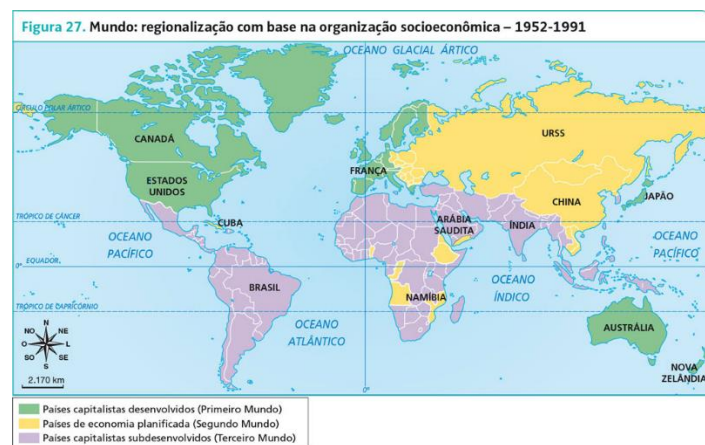 Figura 27. Mundo: regionalização com base na organização socioeconômica – 1952-1991
OCEANO GLACIAL ÁRTICO
CÍRCULO POLAR ÁRTICO
CANADÁ
URSS
FRANÇA
ESTADOS
UNIDOS
CHINA
JAPÃO
TRÓPICO DE CÂNCER
CUBA
ARÁBIA
SAUDITA
ÍNDIA
OCEANO
PACÍFICO
OCEANO
PACÍFICO
EQUADOR
0°
BRASIL
NAMÍBIA
OCEANO
ÍNDICO
TRÓPICO DE CAPRICÓRNIO
OCEANO
ATLÂNTICO
AUSTRÁLIA
N
NO
NE
O
L
SO
SE
S
NOVA
ZELÂNDIA
2.170 km
0°
Países capitalistas desenvolvidos (Primeiro Mundo)
Países de economia planificada (Segundo Mundo)
Países capitalistas subdesenvolvidos (Terceiro Mundo)